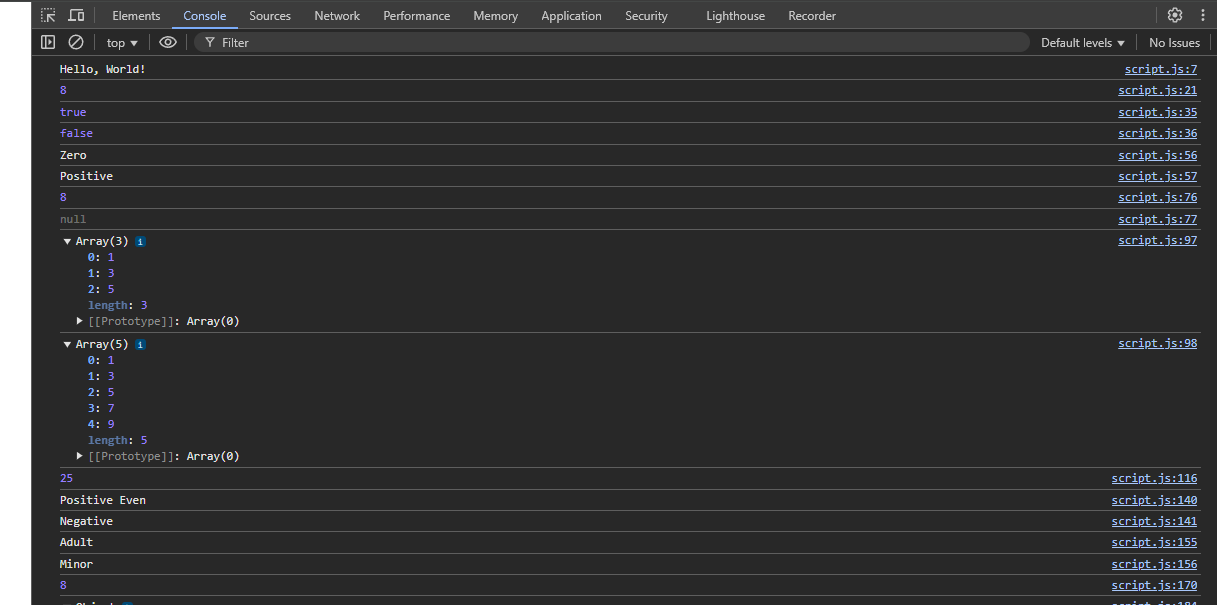 Elements Console Sources Network Performance Memory Application Security Lighthouse Recorder
top Filter Default levels No Issues
Hello, World! script.js:7
8 script.js:21
true script.js:35
false script.js:36
Zero script.js:56
Positive script.js:57
8 script.js:76
null script.js:77
Array(3) i script.js:97
0: 1
1: 3
2: 5
length: 3
[[Prototype]]: Array(0)
Array(5) i script.js:98
0: 1
1: 3
2: 5
3: 7
4: 9
length: 5
[[Prototype]]: Array(0)
25 script.js:116
Positive Even script.js:140
Negative script.js:141
Adult script.js:155
Minor script.js:156
8 script.js:170